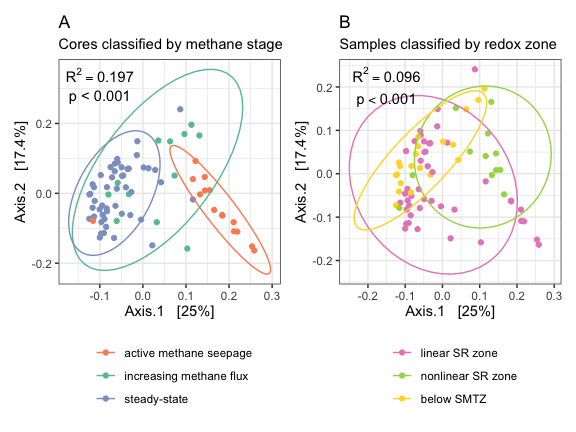 A
Cores classified by methane stage
R² = 0.197
p < 0.001
Axis.2 [17.4%]
0.2
0.0
-0.2
-0.1 0.0 0.1 0.2 0.3
Axis.1 [25%]
active methane seepage
increasing methane flux
steady-state
B
Samples classified by redox zone
R² = 0.096
p < 0.001
Axis.2 [17.4%]
0.2
0.1
0.0
-0.1
-0.2
-0.2 -0.1 0.0 0.1 0.2 0.3
Axis.1 [25%]
linear SR zone
nonlinear SR zone
below SMTZ